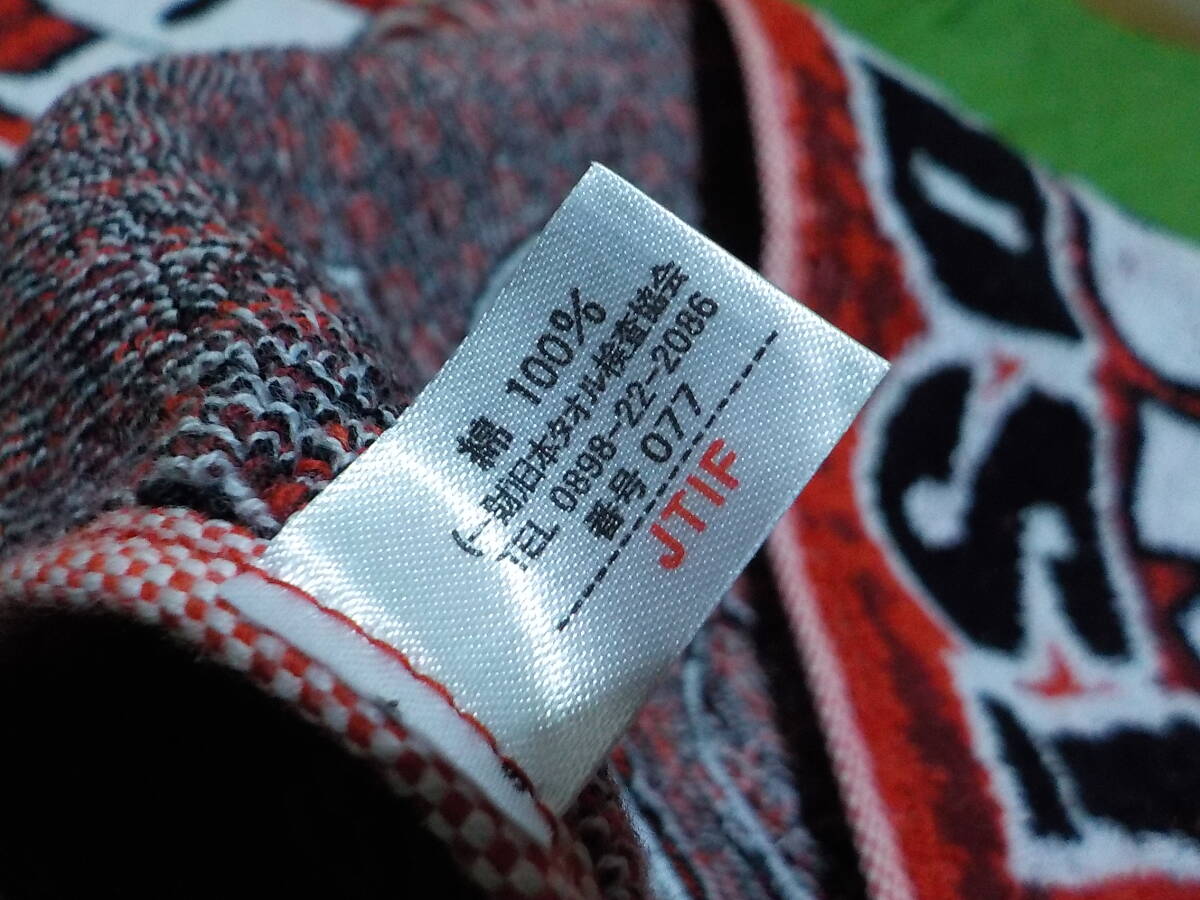 綿 100%
(一財)日本タオル検査協会
TEL 0898-22-2086
番号 077
JTIF